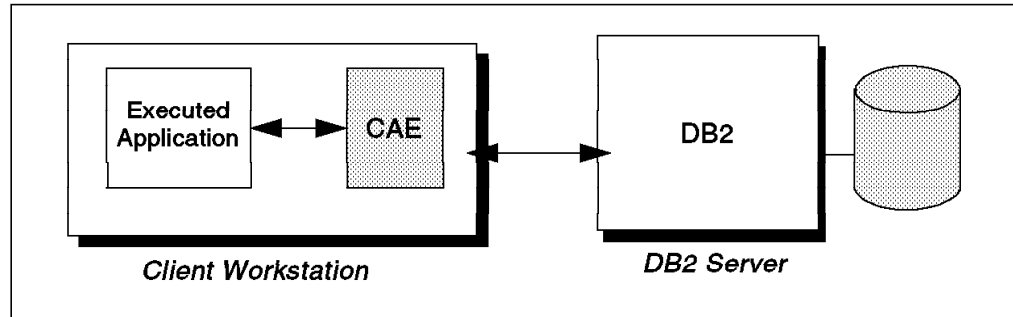 Executed
Application
CAE
DB2
Client Workstation
DB2 Server